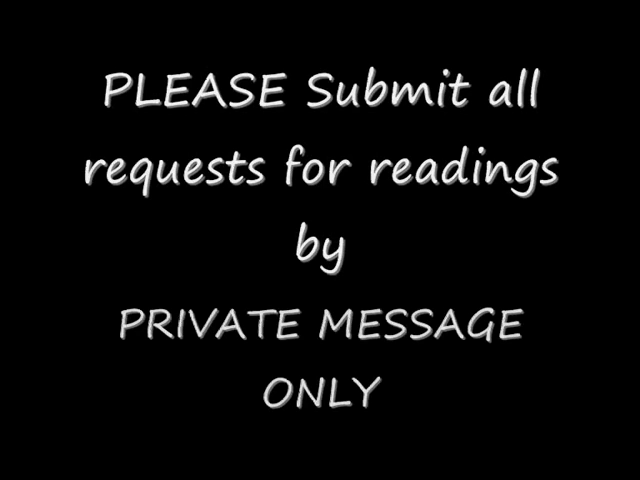 PLEASE Submit all
requests for readings
by
PRIVATE MESSAGE
ONLY